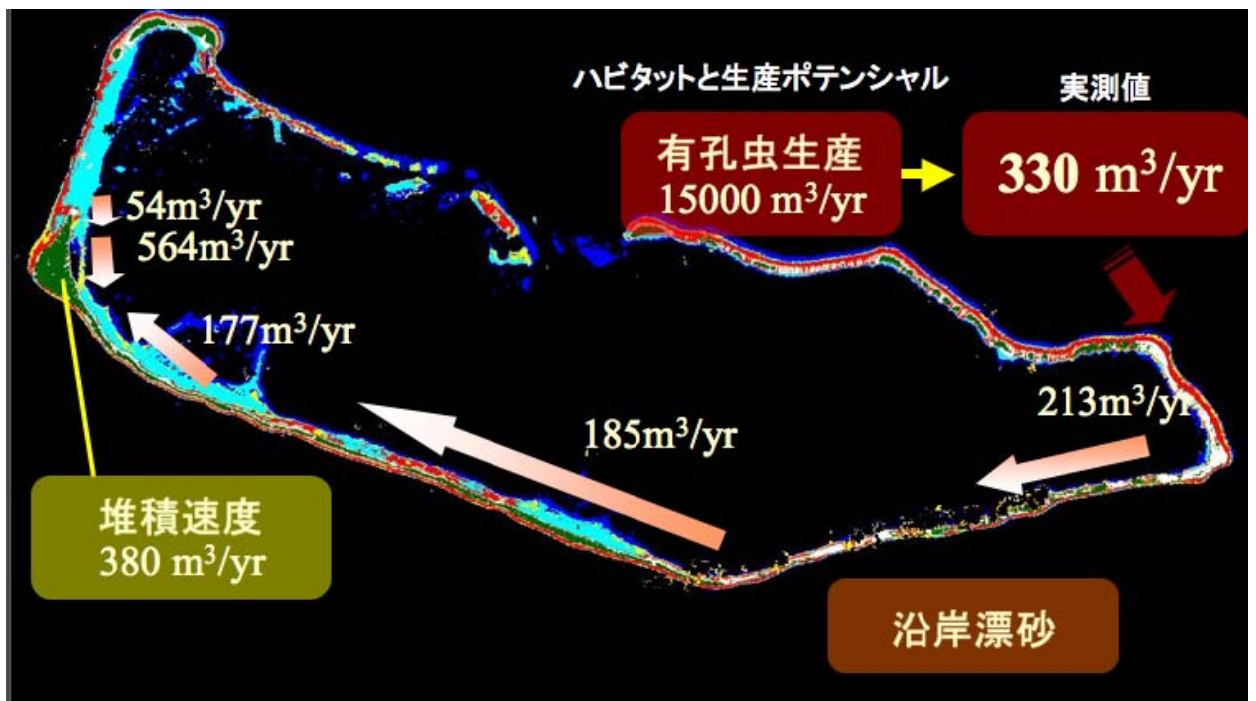 ハビタットと生産ポテンシャル
実測値
有孔虫生産
15000 m³/yr
330 m³/yr
54m³/yr
564m³/yr
177m³/yr
213m³/yr
185m³/yr
堆積速度
380 m³/yr
沿岸漂砂